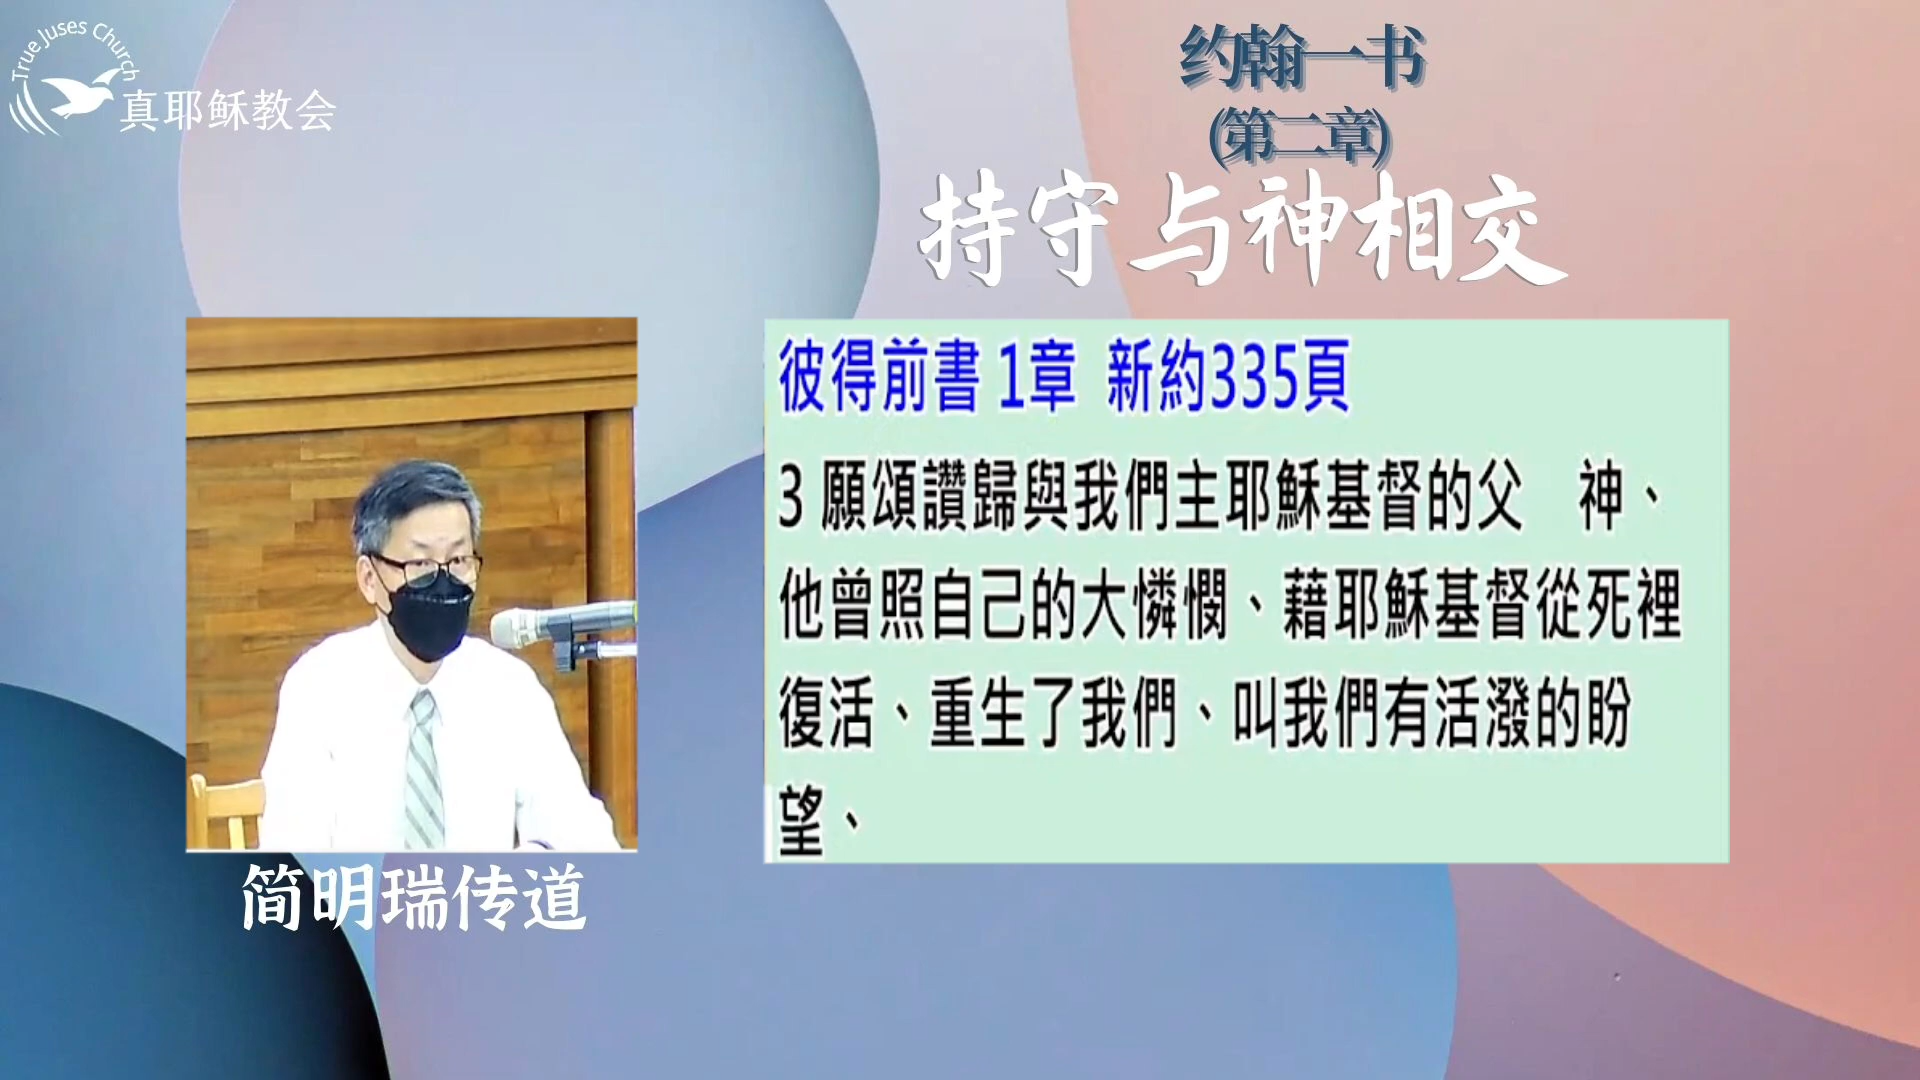 True Juses Church
真耶稣教会
约翰一书
(第二章)
持守与神相交
彼得前書 1章 新約335頁
3 願頌讚歸與我們主耶穌基督的父　神、
他曾照自己的大憐憫、藉耶穌基督從死裡
復活、重生了我們、叫我們有活潑的盼
望、
简明瑞传道